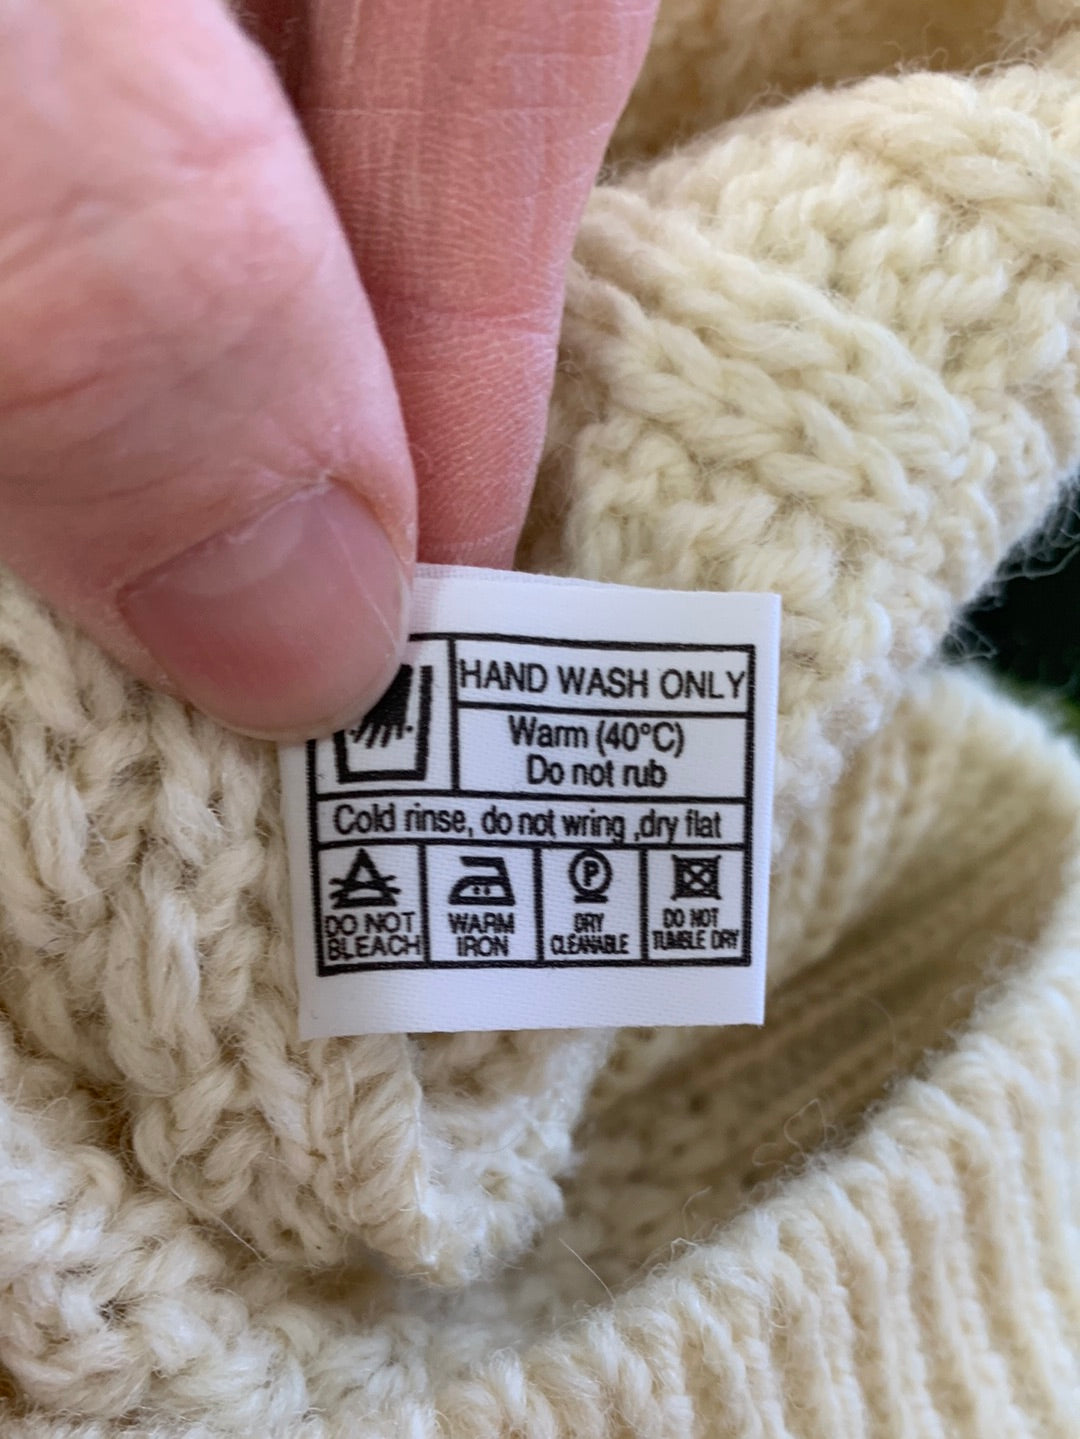 HAND WASH ONLY
Warm (40°C)
Do not rub
Cold rinse, do not wring ,dry flat
DO NOT
BLEACH
WARM
IRON
P
DRY
CLEANABLE
DO NOT
TUMBLE DRY